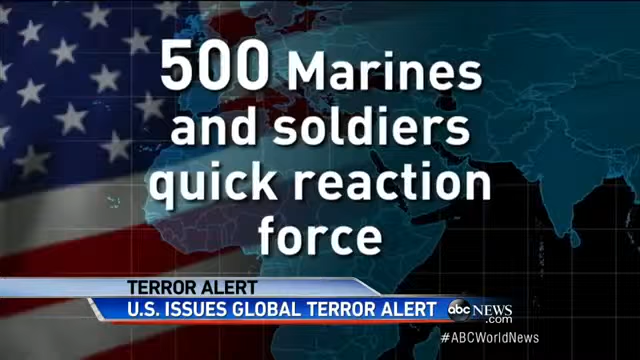 500 Marines
and soldiers
quick reaction
force
TERROR ALERT
U.S. ISSUES GLOBAL TERROR ALERT
abc NEWS
.com
#ABCWorldNews